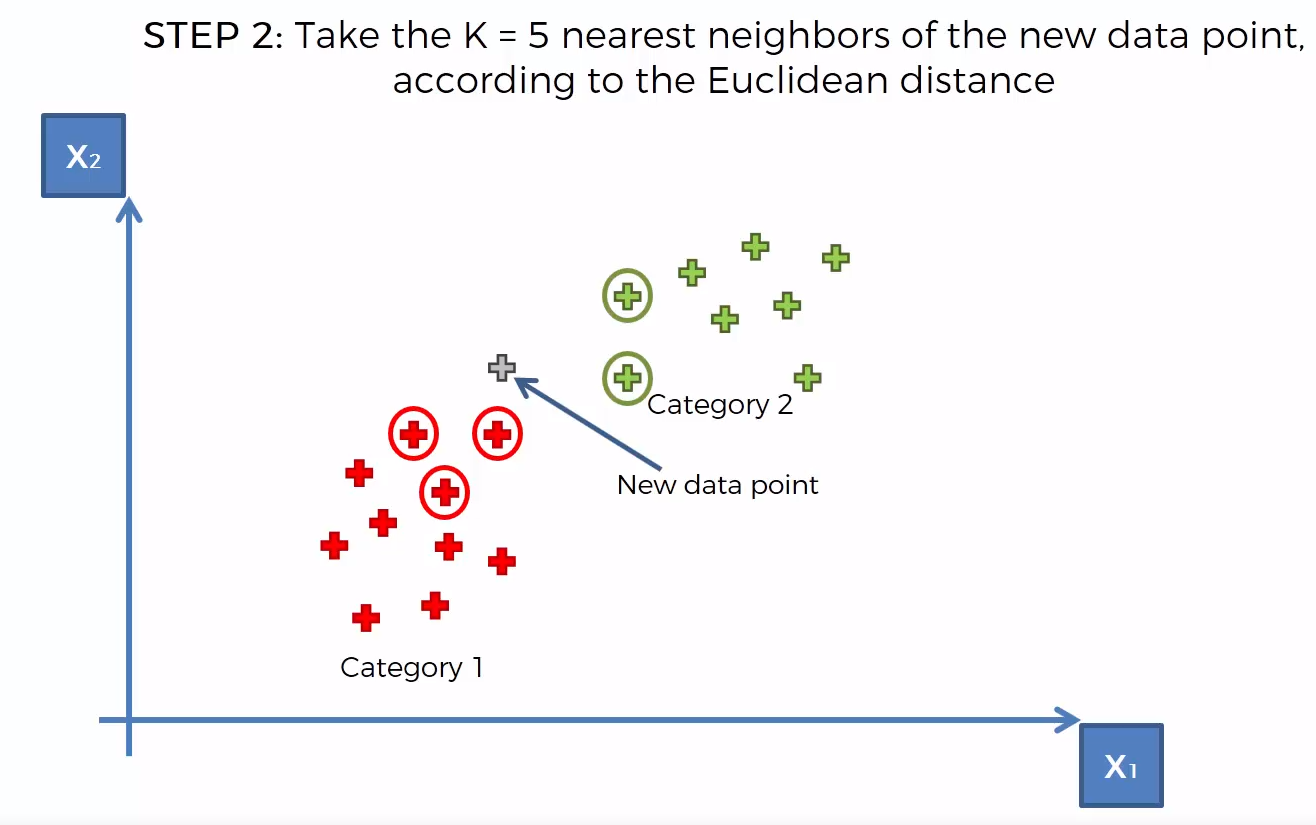 STEP 2: Take the K = 5 nearest neighbors of the new data point,
according to the Euclidean distance
X2
Category 2
New data point
Category 1
X1